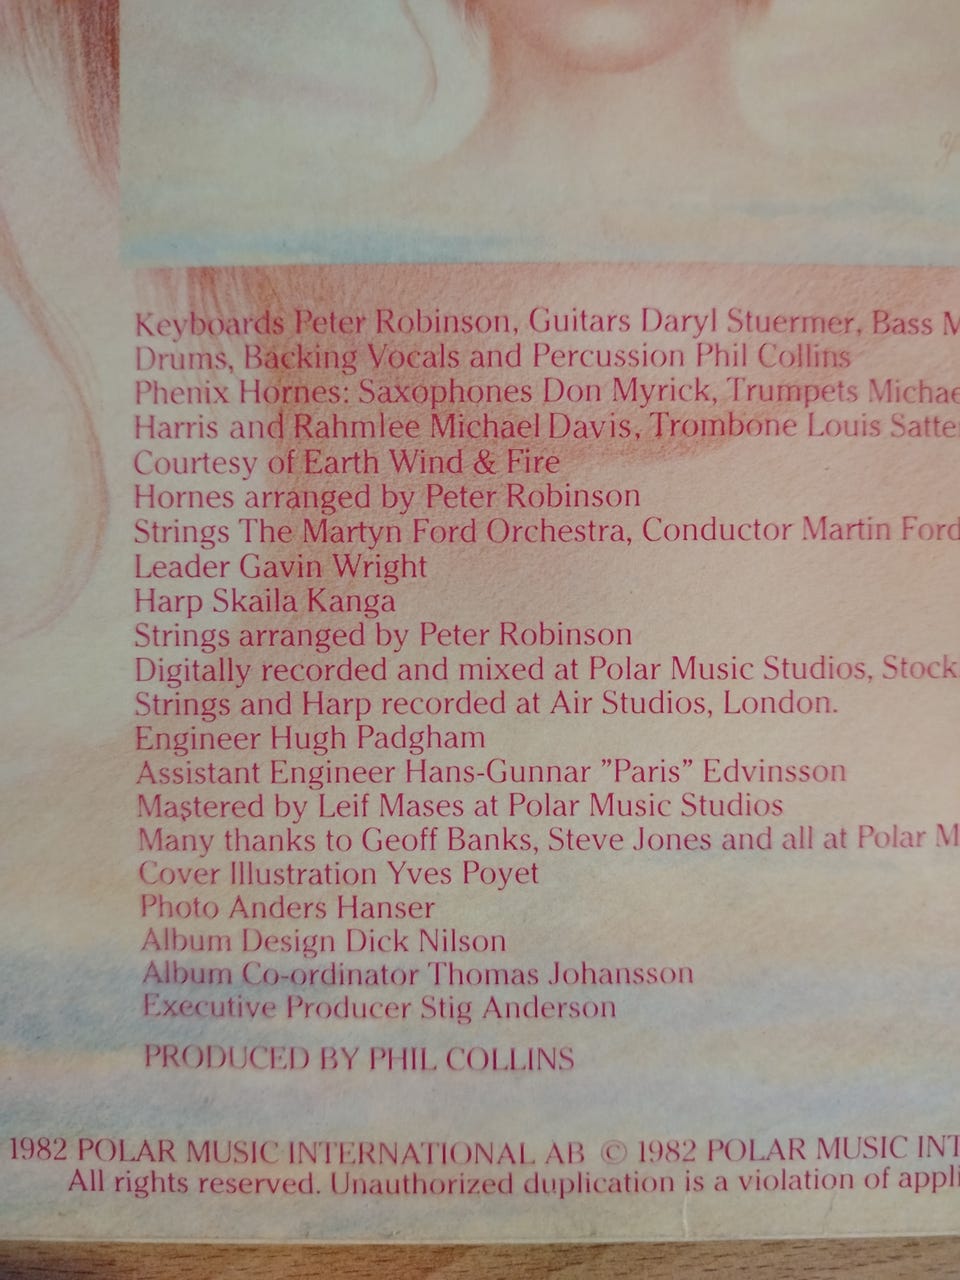 Keyboards Peter Robinson, Guitars Daryl Stuermer, Bass M
Drums, Backing Vocals and Percussion Phil Collins
Phenix Hornes: Saxophones Don Myrick, Trumpets Michae
Harris and Rahmlee Michael Davis, Trombone Louis Satte
Courtesy of Earth Wind & Fire
Hornes arranged by Peter Robinson
Strings The Martyn Ford Orchestra, Conductor Martin Ford
Leader Gavin Wright
Harp Skaila Kanga
Strings arranged by Peter Robinson
Digitally recorded and mixed at Polar Music Studios, Stock
Strings and Harp recorded at Air Studios, London.
Engineer Hugh Padgham
Assistant Engineer Hans-Gunnar ”Paris” Edvinsson
Mastered by Leif Mases at Polar Music Studios
Many thanks to Geoff Banks, Steve Jones and all at Polar M
Cover Illustration Yves Poyet
Photo Anders Hanser
Album Design Dick Nilson
Album Co-ordinator Thomas Johansson
Executive Producer Stig Anderson
PRODUCED BY PHIL COLLINS
1982 POLAR MUSIC INTERNATIONAL AB © 1982 POLAR MUSIC INT
All rights reserved. Unauthorized duplication is a violation of appli